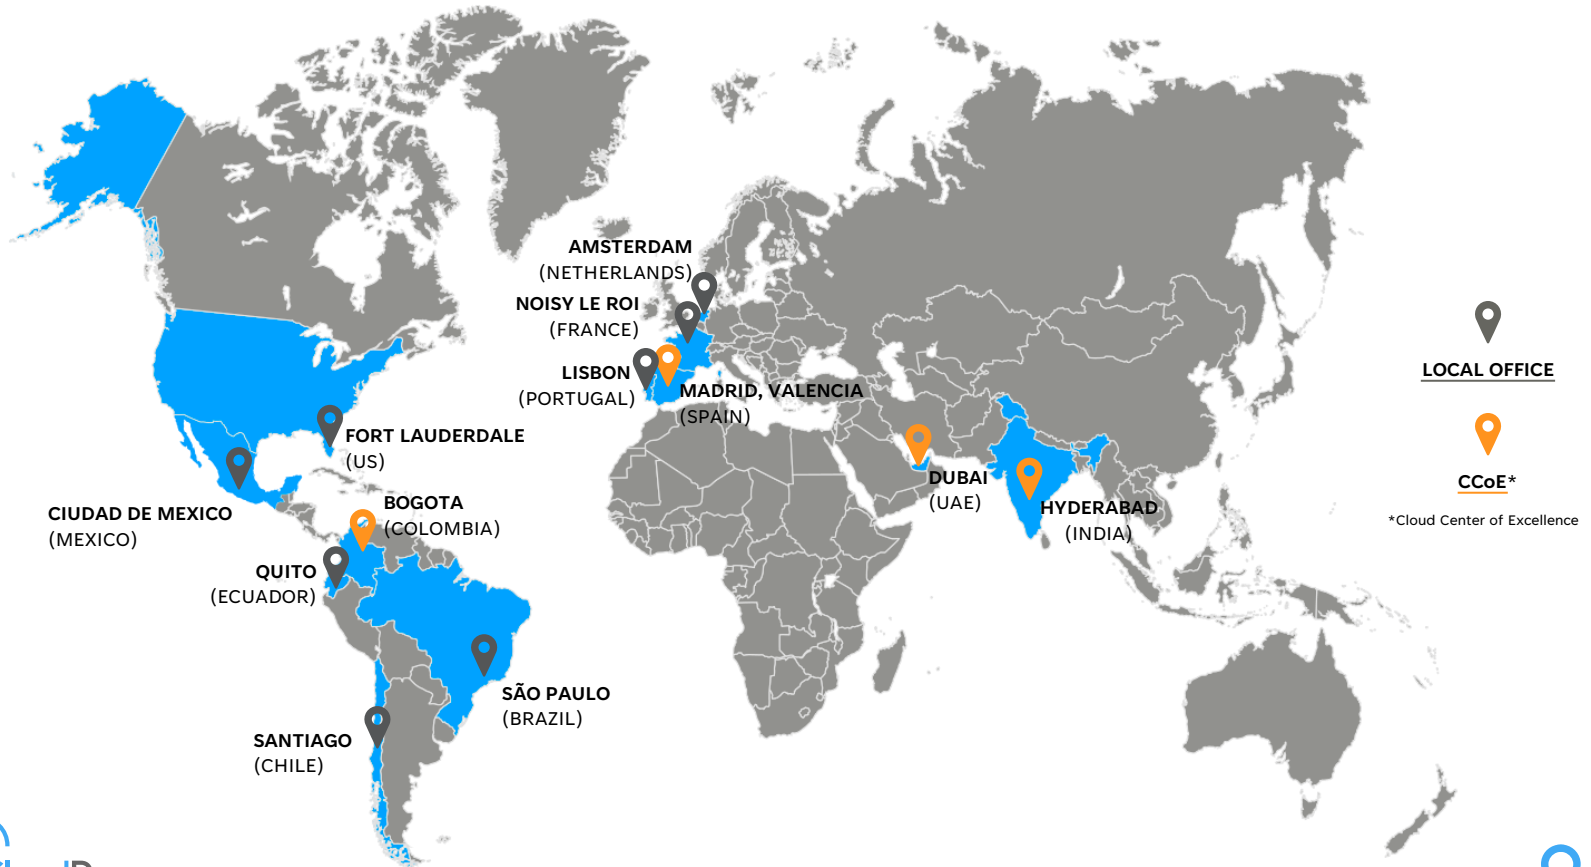 AMSTERDAM
(NETHERLANDS)
NOISY LE ROI
(FRANCE)
LISBON
(PORTUGAL)
MADRID, VALENCIA
(SPAIN)
FORT LAUDERDALE
(US)
CIUDAD DE MEXICO
(MEXICO)
BOGOTA
(COLOMBIA)
QUITO
(ECUADOR)
SÃO PAULO
(BRAZIL)
SANTIAGO
(CHILE)
DUBAI
(UAE)
HYDERABAD
(INDIA)
LOCAL OFFICE
CCoE*
*Cloud Center of Excellence